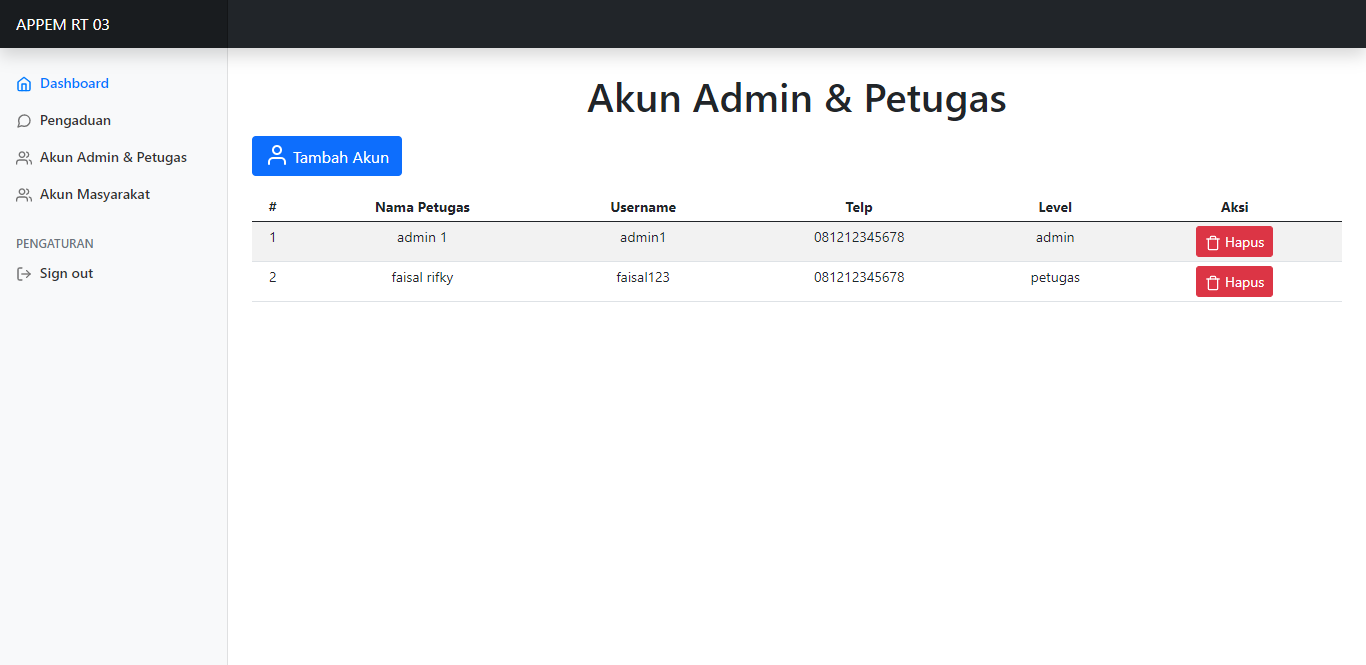 APPEM RT 03
Dashboard
Pengaduan
Akun Admin & Petugas
Akun Masyarakat
PENGATURAN
Sign out
Akun Admin & Petugas
Tambah Akun
# Nama Petugas Username Telp Level Aksi
1 admin 1 admin1 081212345678 admin Hapus
2 faisal rifky faisal123 081212345678 petugas Hapus